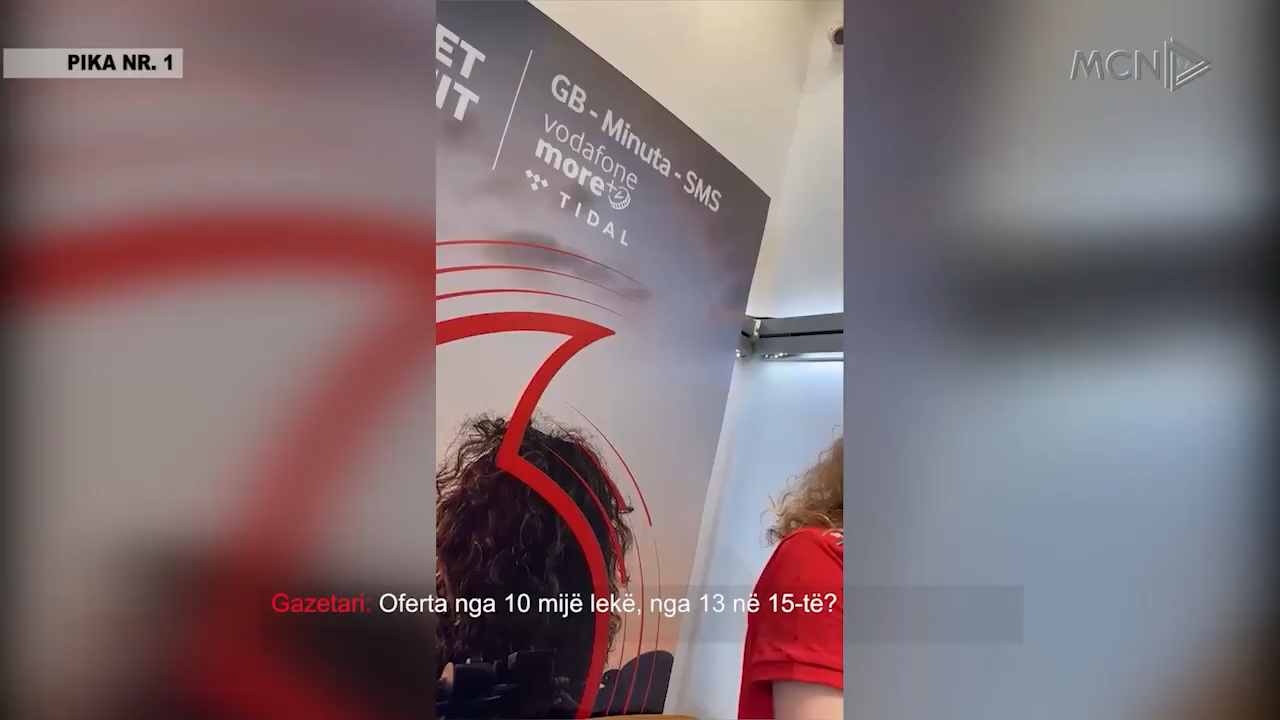 PIKA NR. 1
MCN
ET
NT
GB - Minuta - SMS
vodafone
more+
TIDAL
Gazetari: Oferta nga 10 mijë lekë, nga 13 në 15-të?